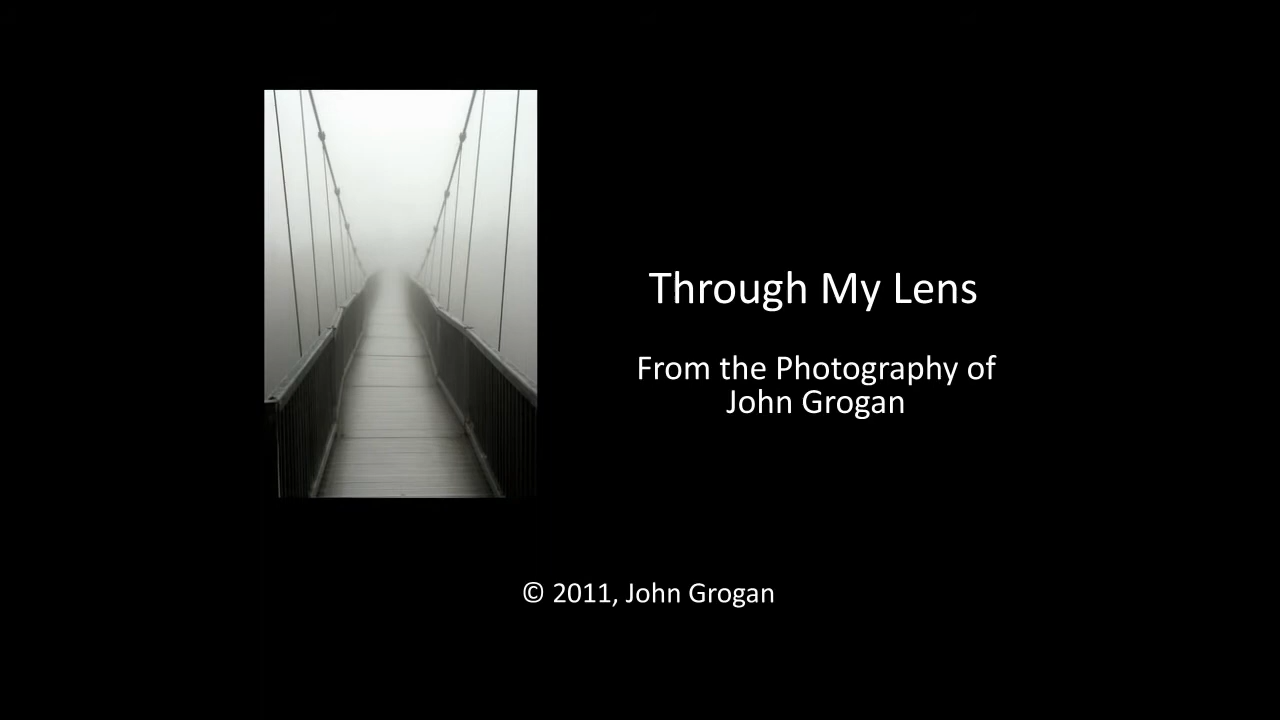 Through My Lens
From the Photography of
John Grogan
© 2011, John Grogan